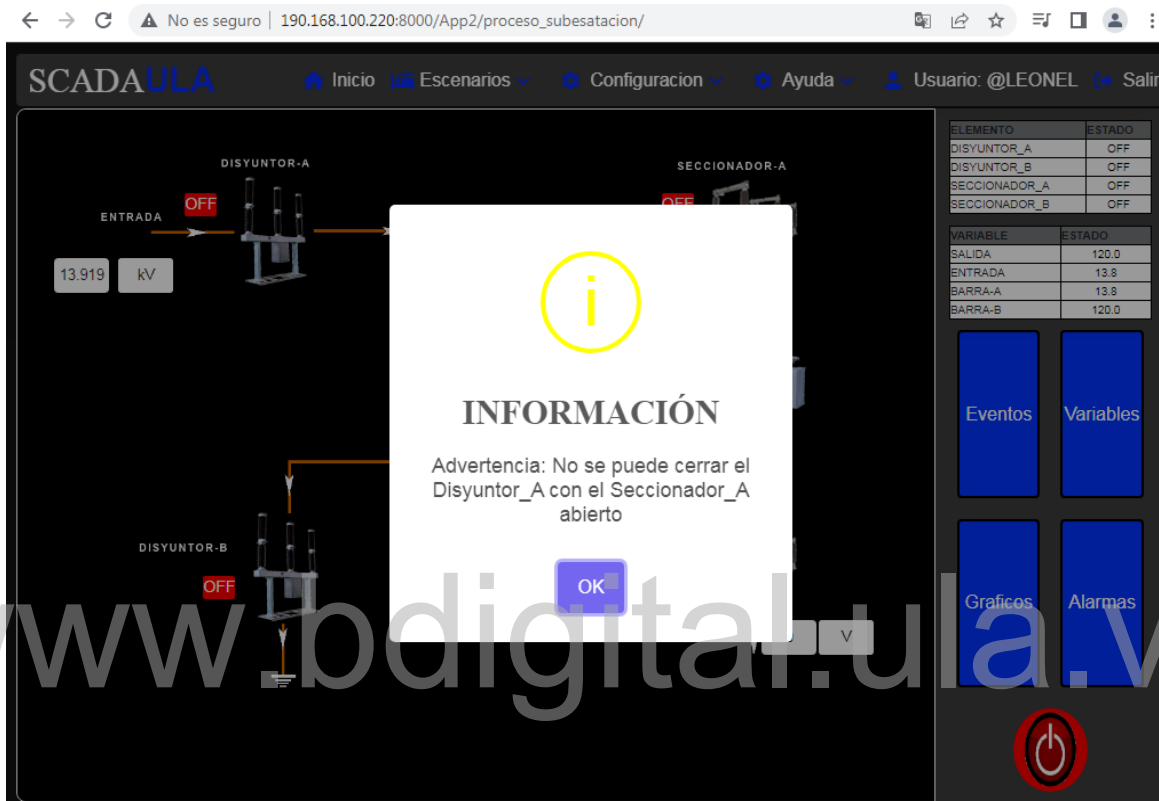 No es seguro | 190.168.100.220:8000/App2/proceso_subesatacion/
SCADAULA Inicio Escenarios Configuracion Ayuda Usuario: @LEONEL Salir
DISYUNTOR-A
SECCIONADOR-A
OFF
OFF
ENTRADA
13.919 kV
ELEMENTO ESTADO
DISYUNTOR_A OFF
DISYUNTOR_B OFF
SECCIONADOR_A OFF
SECCIONADOR_B OFF
VARIABLE ESTADO
SALIDA 120.0
ENTRADA 13.8
BARRA-A 13.8
BARRA-B 120.0
i
INFORMACIÓN
Advertencia: No se puede cerrar el
Disyuntor_A con el Seccionador_A
abierto
OK
Eventos Variables
DISYUNTOR-B
OFF
V
Graficos Alarmas
www.bdigital.ula.v